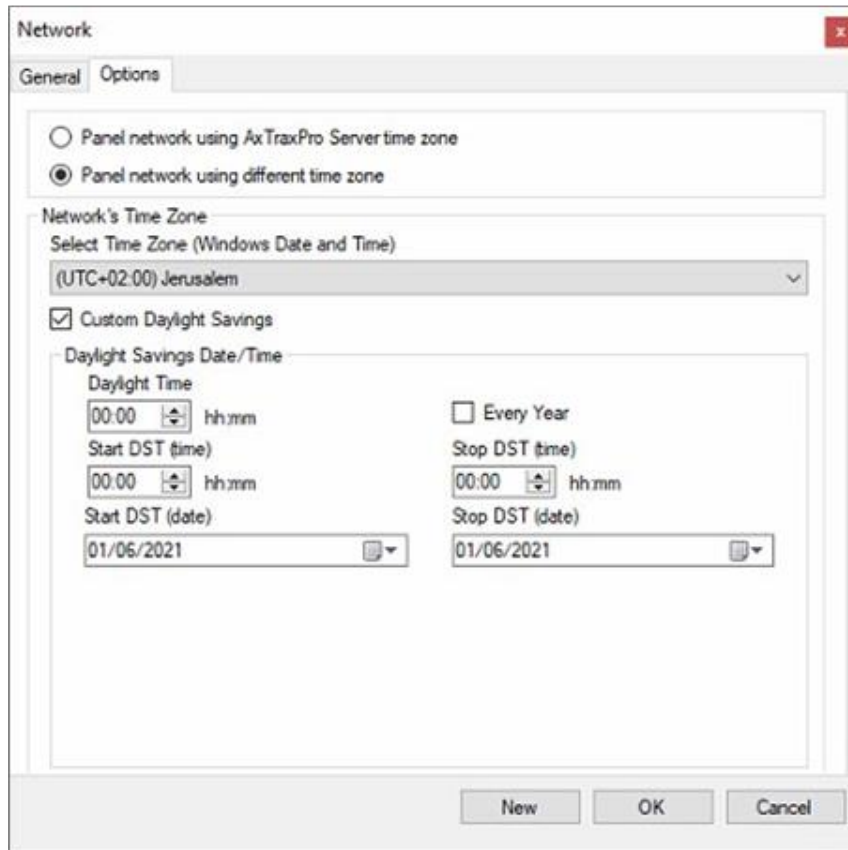 Network
x
General Options
Panel network using AxTraxPro Server time zone
Panel network using different time zone
Network's Time Zone
Select Time Zone (Windows Date and Time)
(UTC+02:00) Jerusalem
Custom Daylight Savings
Daylight Savings Date/Time
Daylight Time
00:00 hh:mm Every Year
Start DST (time) Stop DST (time)
00:00 hh:mm 00:00 hh:mm
Start DST (date) Stop DST (date)
01/06/2021 01/06/2021
New OK Cancel